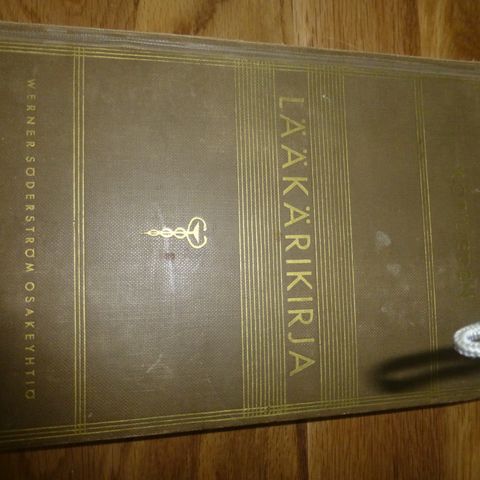 LÄÄKÄRIKIRJA
WERNER SÖDERSTRÖM OSAKEYHTIÖ